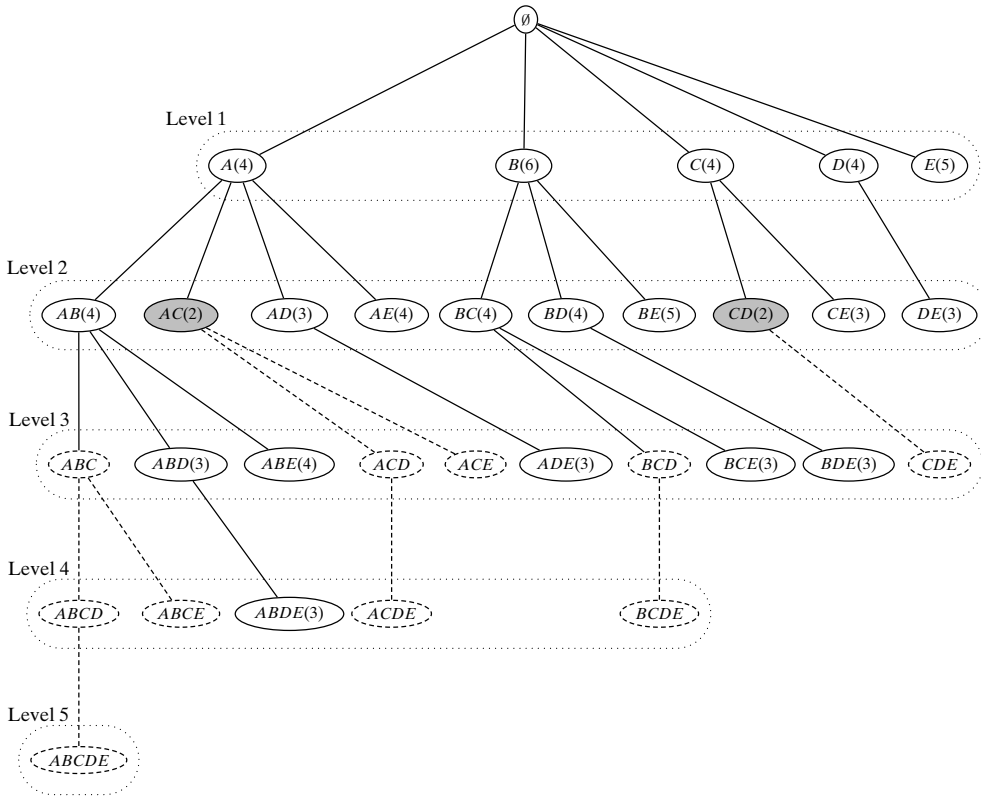 ∅
Level 1
A(4) B(6) C(4) D(4) E(5)
Level 2
AB(4) AC(2) AD(3) AE(4) BC(4) BD(4) BE(5) CD(2) CE(3) DE(3)
Level 3
ABC ABD(3) ABE(4) ACD ACE ADE(3) BCD BCE(3) BDE(3) CDE
Level 4
ABCD ABCE ABDE(3) ACDE BCDE
Level 5
ABCDE